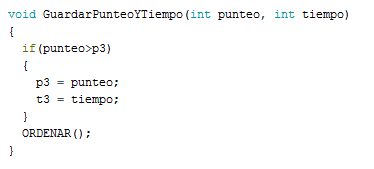 void GuardarPunteoYTiempo(int punteo, int tiempo)
{
  if(punteo>p3)
  {
    p3 = punteo;
    t3 = tiempo;
  }
  ORDENAR();
}